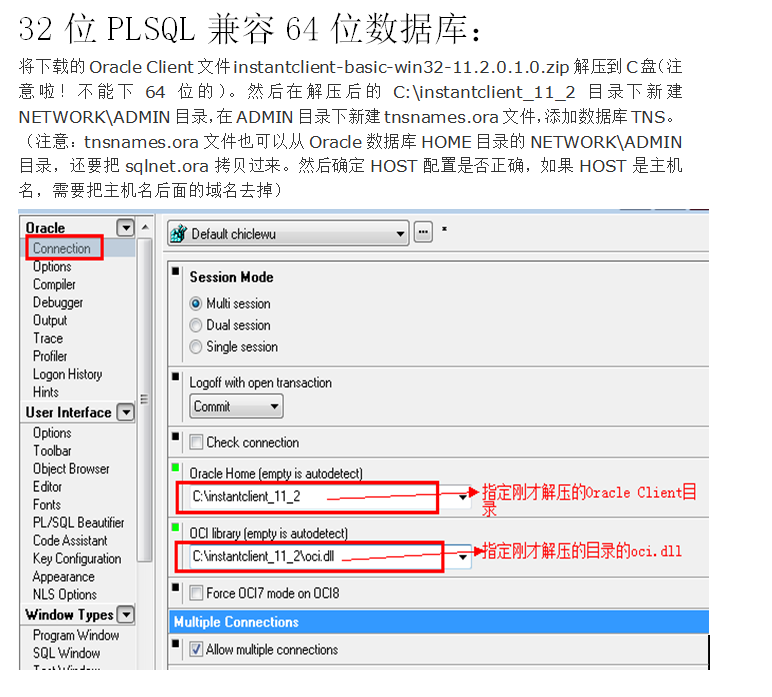 32 位 PLSQL 兼容 64 位数据库：
将下载的 Oracle Client 文件 instantclient-basic-win32-11.2.0.1.0.zip 解压到 C 盘（注
意啦！不能下 64 位的）。然后在解压后的 C:\instantclient_11_2 目录下新建
NETWORK\ADMIN 目录，在 ADMIN 目录下新建 tnsnames.ora 文件，添加数据库 TNS。
（注意：tnsnames.ora 文件也可以从 Oracle 数据库 HOME 目录的 NETWORK\ADMIN
目录，还要把 sqlnet.ora 拷贝过来。然后确定 HOST 配置是否正确，如果 HOST 是主机
名，需要把主机名后面的域名去掉）
Oracle
Connection
Options
Compiler
Debugger
Output
Trace
Profiler
Logon History
Hints
User Interface
Options
Toolbar
Object Browser
Editor
Fonts
PL/SQL Beautifier
Code Assistant
Key Configuration
Appearance
NLS Options
Window Types
Program Window
SQL Window
Default chiclewu
Session Mode
Multi session
Dual session
Single session
Logoff with open transaction
Commit
Check connection
Oracle Home (empty is autodetect)
C:\instantclient_11_2
指定刚才解压的Oracle Client目
录
OCI library (empty is autodetect)
C:\instantclient_11_2\oci.dll
指定刚才解压的目录的oci.dll
Force OCI7 mode on OCI8
Multiple Connections
Allow multiple connections